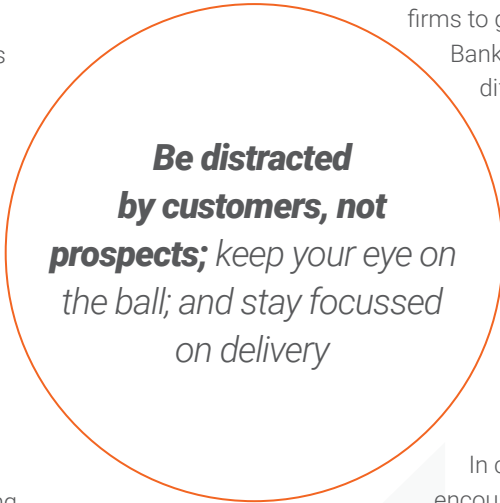 firms to
Bank
Be distracted
by customers, not
prospects; keep your eye on
the ball; and stay focussed
on delivery
In